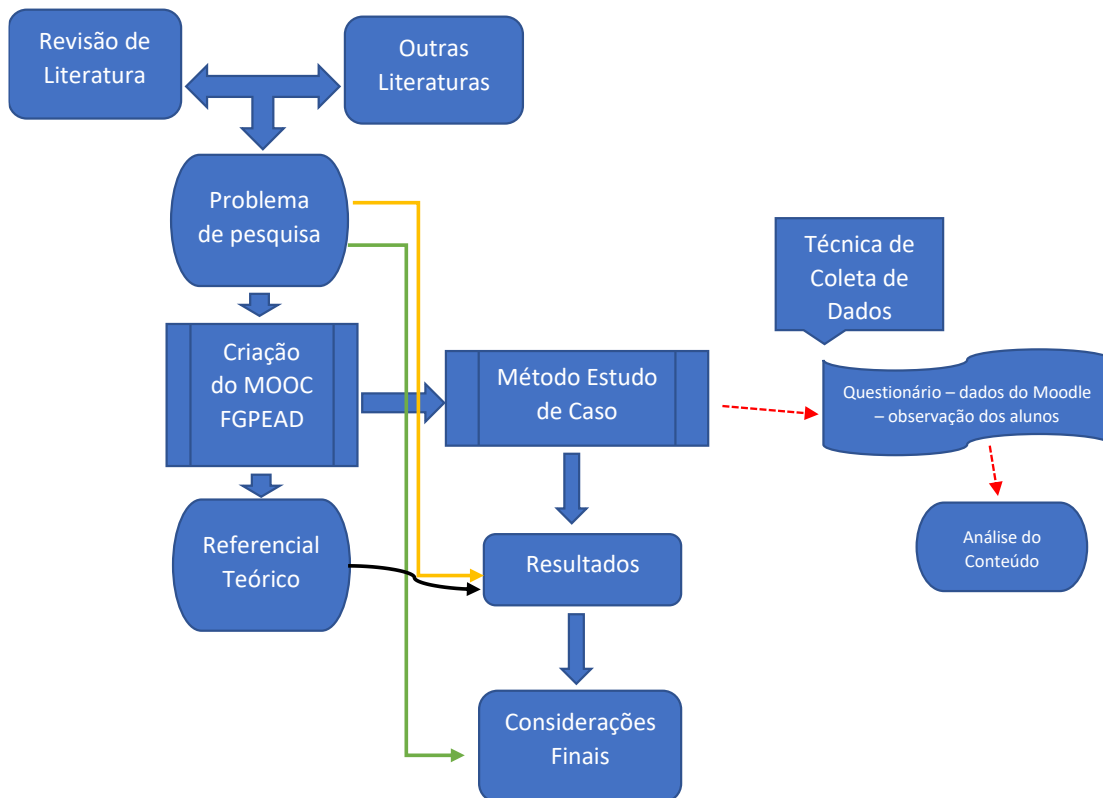 Revisão de
Literatura
Outras
Literaturas
Problema
de pesquisa
Técnica de
Coleta de
Dados
Criação
do MOOC
FGPEAD
Método Estudo
de Caso
Questionário – dados do Moodle
– observação dos alunos
Referencial
Teórico
Resultados
Análise do
Conteúdo
Considerações
Finais